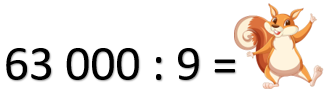 63 000 : 9 =